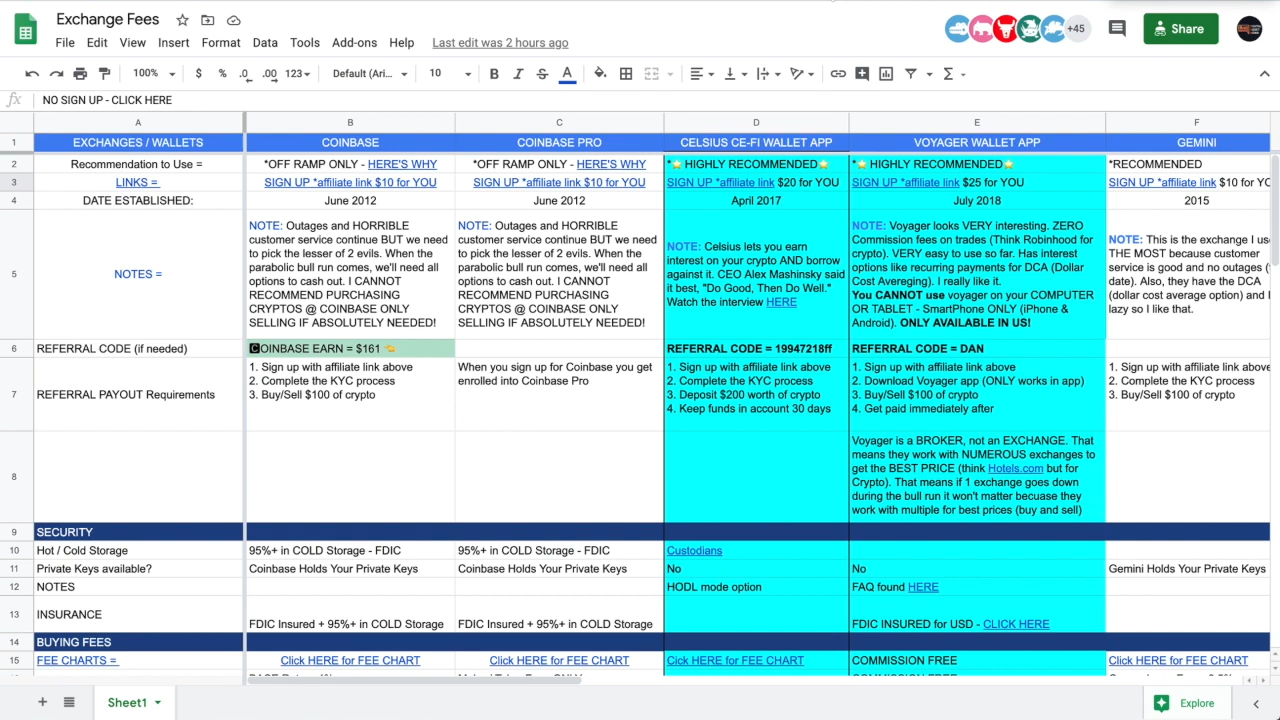 Exchange Fees
File Edit View Insert Format Data Tools Add-ons Help Last edit was 2 hours ago
+45
Share
100% $ % .0 .00 123 Default (Ari... 10 B I S A
fx NO SIGN UP - CLICK HERE
A B C D E F
1 EXCHANGES / WALLETS COINBASE COINBASE PRO CELSIUS CE-FI WALLET APP VOYAGER WALLET APP GEMINI
2 Recommendation to Use = *OFF RAMP ONLY - HERE'S WHY *OFF RAMP ONLY - HERE'S WHY *⭐HIGHLY RECOMMENDED⭐ *⭐HIGHLY RECOMMENDED⭐ *RECOMMENDED
3 LINKS = SIGN UP *affiliate link $10 for YOU SIGN UP *affiliate link $10 for YOU SIGN UP *affiliate link $20 for YOU SIGN UP *affiliate link $25 for YOU SIGN UP *affiliate link $10 for YO
4 DATE ESTABLISHED: June 2012 June 2012 April 2017 July 2018 2015
5 NOTES =
NOTE: Outages and HORRIBLE
customer service continue BUT we need
to pick the lesser of 2 evils. When the
parabolic bull run comes, we'll need all
options to cash out. I CANNOT
RECOMMEND PURCHASING
CRYPTOS @ COINBASE ONLY
SELLING IF ABSOLUTELY NEEDED!
NOTE: Outages and HORRIBLE
customer service continue BUT we need
to pick the lesser of 2 evils. When the
parabolic bull run comes, we'll need all
options to cash out. I CANNOT
RECOMMEND PURCHASING
CRYPTOS @ COINBASE ONLY
SELLING IF ABSOLUTELY NEEDED!
NOTE: Celsius lets you earn
interest on your crypto AND borrow
against it. CEO Alex Mashinsky said
it best, "Do Good, Then Do Well."
Watch the interview HERE
NOTE: Voyager looks VERY interesting. ZERO
Commission fees on trades (Think Robinhood for
crypto). VERY easy to use so far. Has interest
options like recurring payments for DCA (Dollar
Cost Avereging). I really like it.
You CANNOT use voyager on your COMPUTER
OR TABLET - SmartPhone ONLY (iPhone &
Android). ONLY AVAILABLE IN US!
NOTE: This is the exchange I us
THE MOST because customer
service is good and no outages (
date). Also, they have the DCA
(dollar cost average option) and I
lazy so I like that.
6 REFERRAL CODE (if needed) COINBASE EARN = $161 REFERRAL CODE = 19947218ff REFERRAL CODE = DAN
7 REFERRAL PAYOUT Requirements
1. Sign up with affiliate link above
2. Complete the KYC process
3. Buy/Sell $100 of crypto
When you sign up for Coinbase you get
enrolled into Coinbase Pro
1. Sign up with affiliate link above
2. Complete the KYC process
3. Deposit $200 worth of crypto
4. Keep funds in account 30 days
1. Sign up with affiliate link above
2. Download Voyager app (ONLY works in app)
3. Buy/Sell $100 of crypto
4. Get paid immediately after
1. Sign up with affiliate link above
2. Complete the KYC process
3. Buy/Sell $100 of crypto
8
Voyager is a BROKER, not an EXCHANGE. That
means they work with NUMEROUS exchanges to
get the BEST PRICE (think Hotels.com but for
Crypto). That means if 1 exchange goes down
during the bull run it won't matter becuase they
work with multiple for best prices (buy and sell)
9 SECURITY
10 Hot / Cold Storage 95%+ in COLD Storage - FDIC 95%+ in COLD Storage - FDIC Custodians
11 Private Keys available? Coinbase Holds Your Private Keys Coinbase Holds Your Private Keys No No Gemini Holds Your Private Keys
12 NOTES HODL mode option FAQ found HERE
13 INSURANCE FDIC Insured + 95%+ in COLD Storage FDIC Insured + 95%+ in COLD Storage FDIC INSURED for USD - CLICK HERE
14 BUYING FEES
15 FEE CHARTS = Click HERE for FEE CHART Click HERE for FEE CHART Cick HERE for FEE CHART COMMISSION FREE Click HERE for FEE CHART
Sheet1 Explore